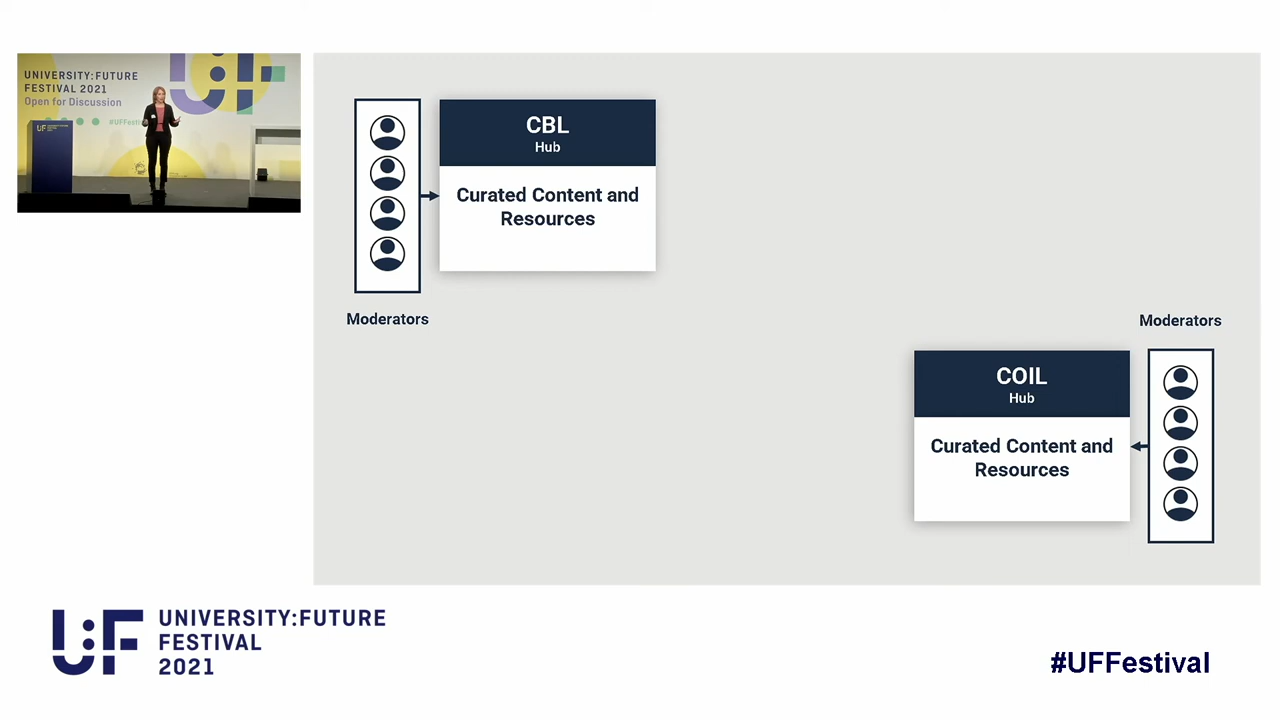 UNIVERSITY:FUTURE
FESTIVAL 2021
Open for Discussion
#UFFesti
U:F
CBL
Hub
Curated Content and
Resources
Moderators
Moderators
COIL
Hub
Curated Content and
Resources
U:F
UNIVERSITY:FUTURE
FESTIVAL
2021
#UFFestival